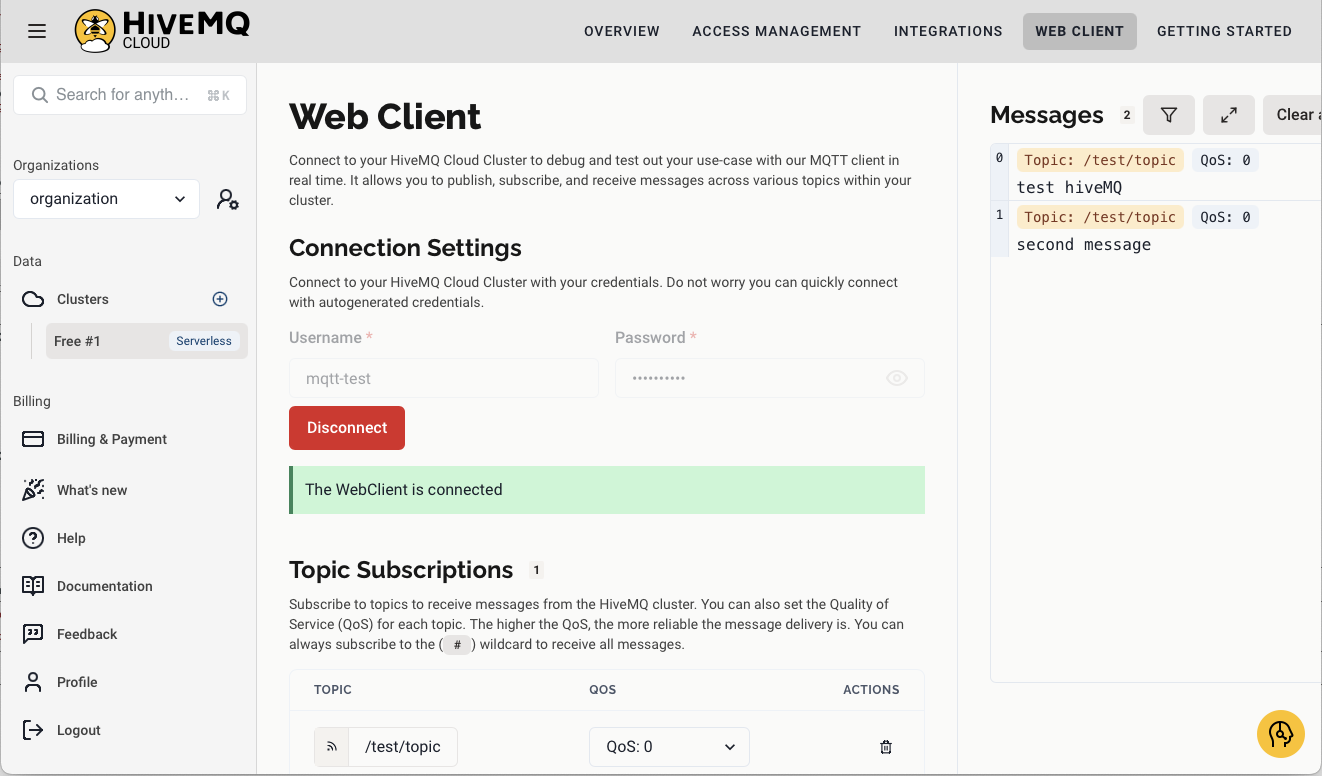 HIVEMQ
CLOUD
OVERVIEW
ACCESS MANAGEMENT
INTEGRATIONS
WEB CLIENT
GETTING STARTED
Search for anyth…
⌘ K
Organizations
organization
Data
Clusters
Free #1
Serverless
Billing
Billing & Payment
What's new
Help
Documentation
Feedback
Profile
Logout
Web Client
Connect to your HiveMQ Cloud Cluster to debug and test out your use-case with our MQTT client in
real time. It allows you to publish, subscribe, and receive messages across various topics within your
cluster.
Connection Settings
Connect to your HiveMQ Cloud Cluster with your credentials. Do not worry you can quickly connect
with autogenerated credentials.
Username *
Password *
mqtt-test
••••••••••
Disconnect
The WebClient is connected
Topic Subscriptions 1
Subscribe to topics to receive messages from the HiveMQ cluster. You can also set the Quality of
Service (QoS) for each topic. The higher the QoS, the more reliable the message delivery is. You can
always subscribe to the ( # ) wildcard to receive all messages.
TOPIC
QOS
ACTIONS
/test/topic
QoS: 0
Messages 2
Clear
0
Topic: /test/topic
QoS: 0
test hiveMQ
1
Topic: /test/topic
QoS: 0
second message